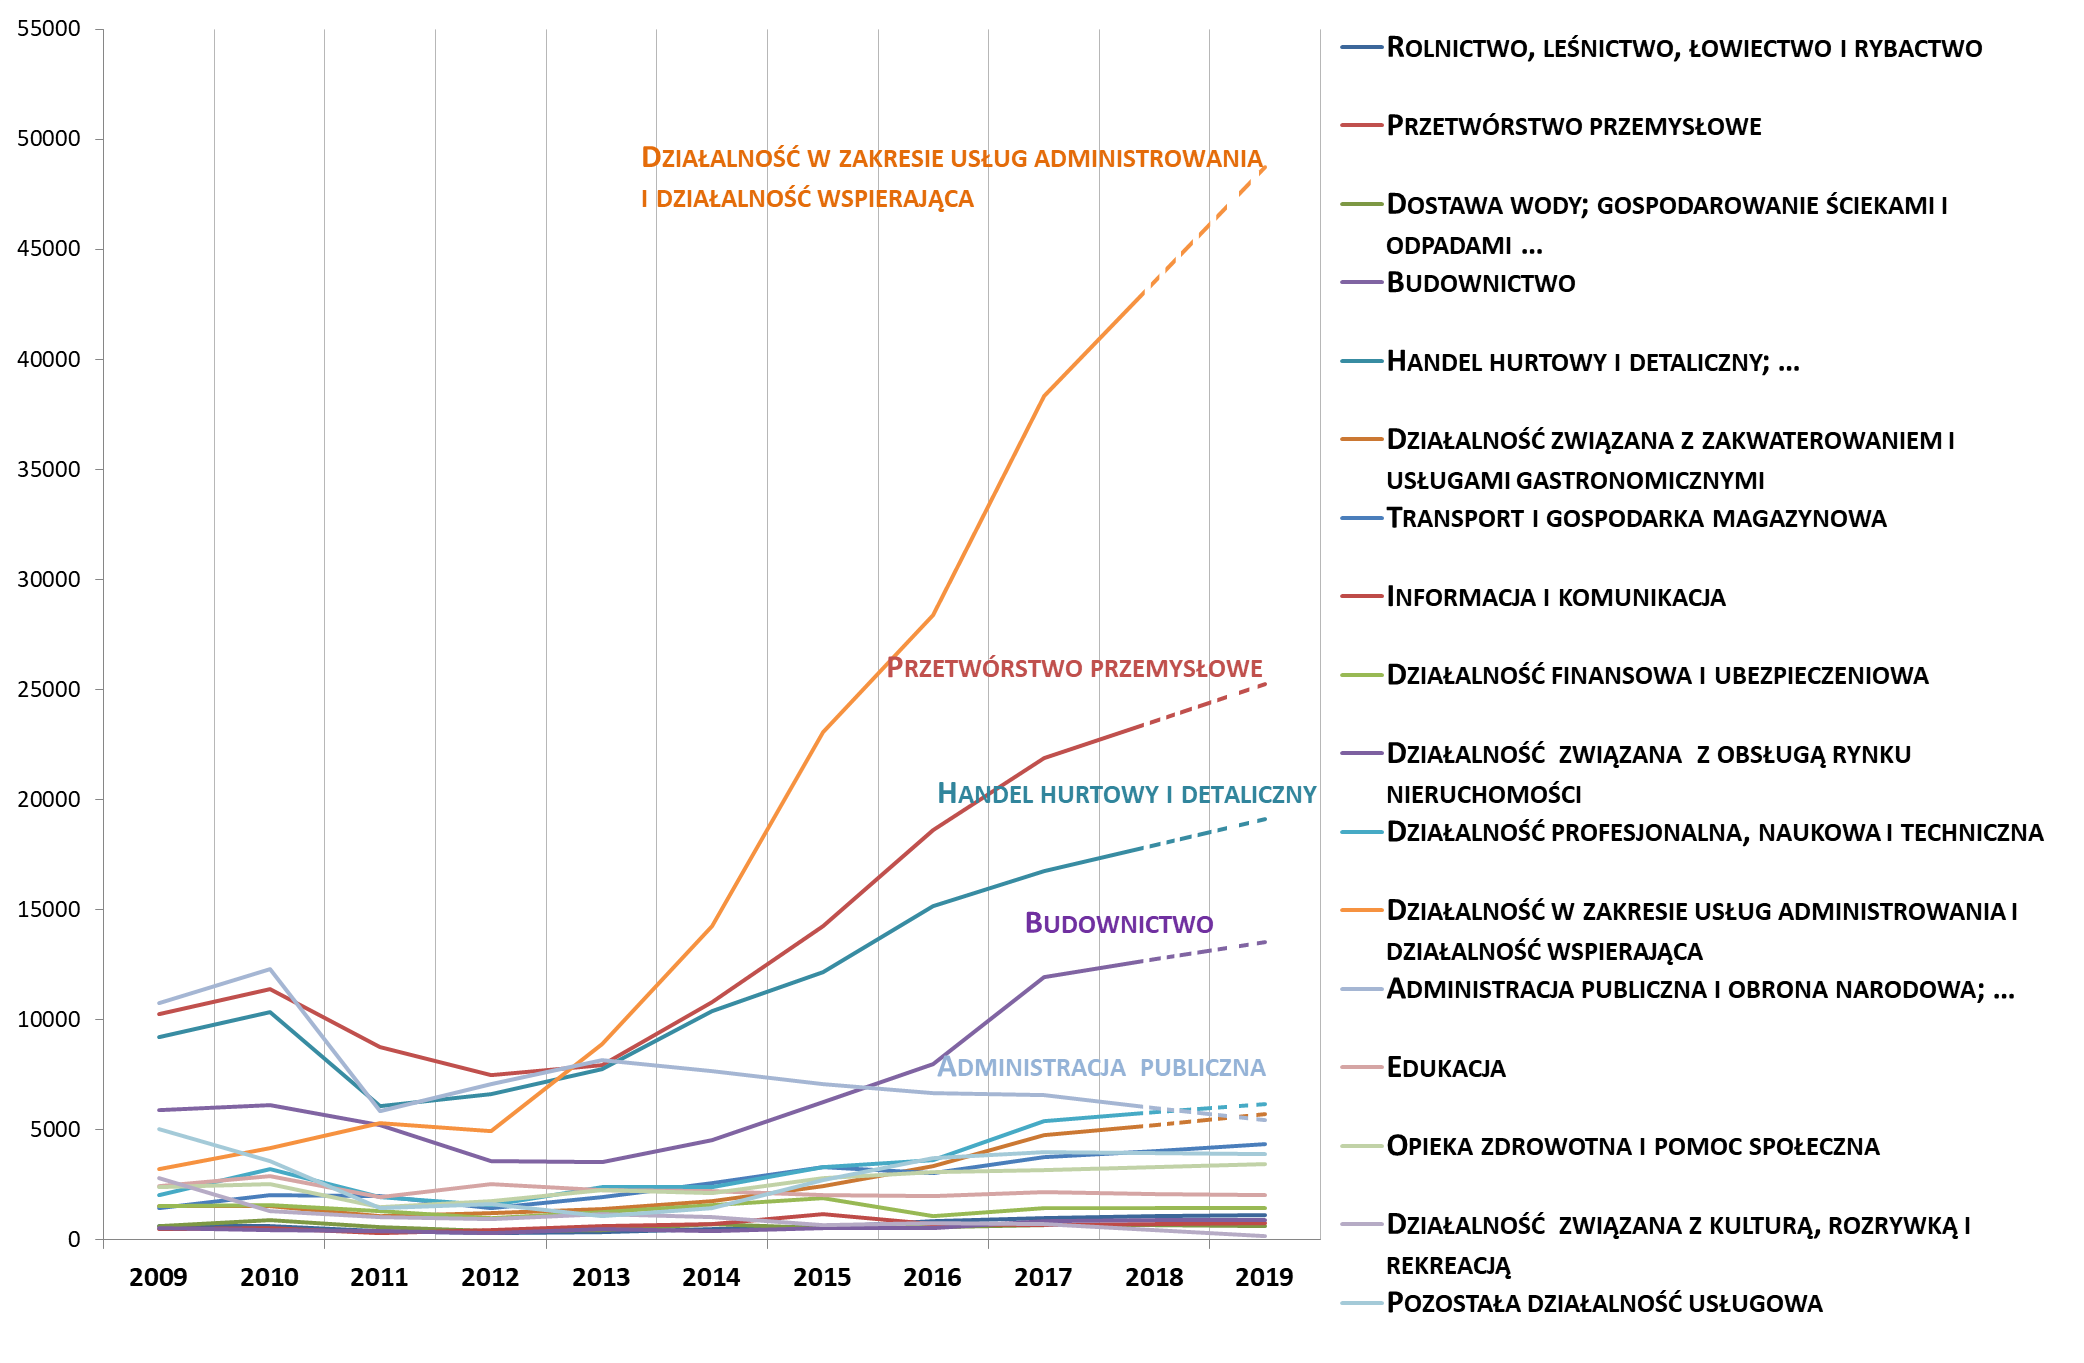 55000
50000
45000
40000
35000
30000
25000
20000
15000
10000
5000
0
2009 2010 2011 2012 2013 2014 2015 2016 2017 2018 2019
DZIAŁALNOŚĆ W ZAKRESIE USŁUG ADMINISTROWANIA
I DZIAŁALNOŚĆ WSPIERAJĄCA
PRZETWÓRSTWO PRZEMYSŁOWE
HANDEL HURTOWY I DETALICZNY
BUDOWNICTWO
ADMINISTRACJA PUBLICZNA
ROLNICTWO, LEŚNICTWO, ŁOWIECTWO I RYBACTWO
PRZETWÓRSTWO PRZEMYSŁOWE
DOSTAWA WODY; GOSPODAROWANIE ŚCIEKAMI I
ODPADAMI ...
BUDOWNICTWO
HANDEL HURTOWY I DETALICZNY; ...
DZIAŁALNOŚĆ ZWIĄZANA Z ZAKWATEROWANIEM I
USŁUGAMI GASTRONOMICZNYMI
TRANSPORT I GOSPODARKA MAGAZYNOWA
INFORMACJA I KOMUNIKACJA
DZIAŁALNOŚĆ FINANSOWA I UBEZPIECZENIOWA
DZIAŁALNOŚĆ ZWIĄZANA Z OBSŁUGĄ RYNKU
NIERUCHOMOŚCI
DZIAŁALNOŚĆ PROFESJONALNA, NAUKOWA I TECHNICZNA
DZIAŁALNOŚĆ W ZAKRESIE USŁUG ADMINISTROWANIA I
DZIAŁALNOŚĆ WSPIERAJĄCA
ADMINISTRACJA PUBLICZNA I OBRONA NARODOWA; ...
EDUKACJA
OPIEKA ZDROWOTNA I POMOC SPOŁECZNA
DZIAŁALNOŚĆ ZWIĄZANA Z KULTURĄ, ROZRYWKĄ I
REKREACJĄ
POZOSTAŁA DZIAŁALNOŚĆ USŁUGOWA